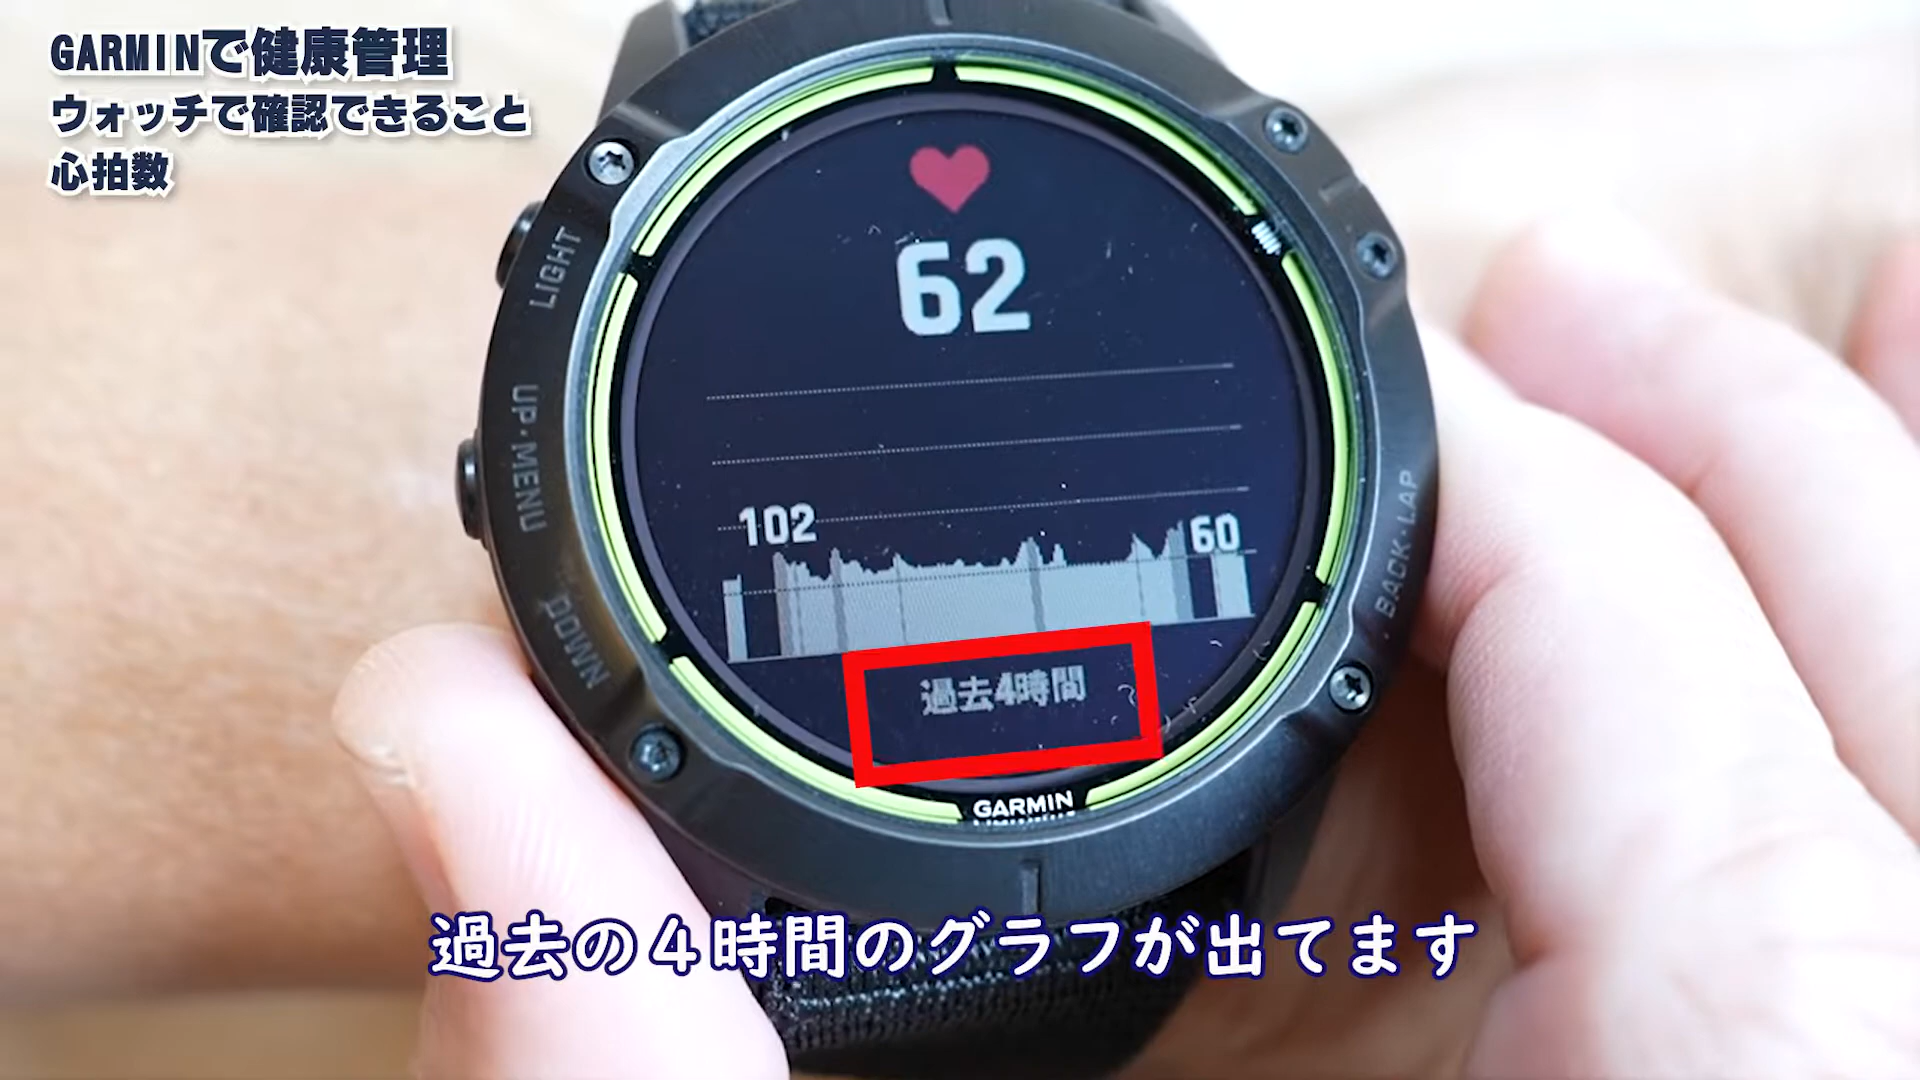 GARMINで健康管理
ウォッチで確認できること
心拍数
LIGHT
UP·MENU
DOWN
BACK·LAP
62
102
60
過去4時間
GARMIN
過去の4時間のグラフが出てます